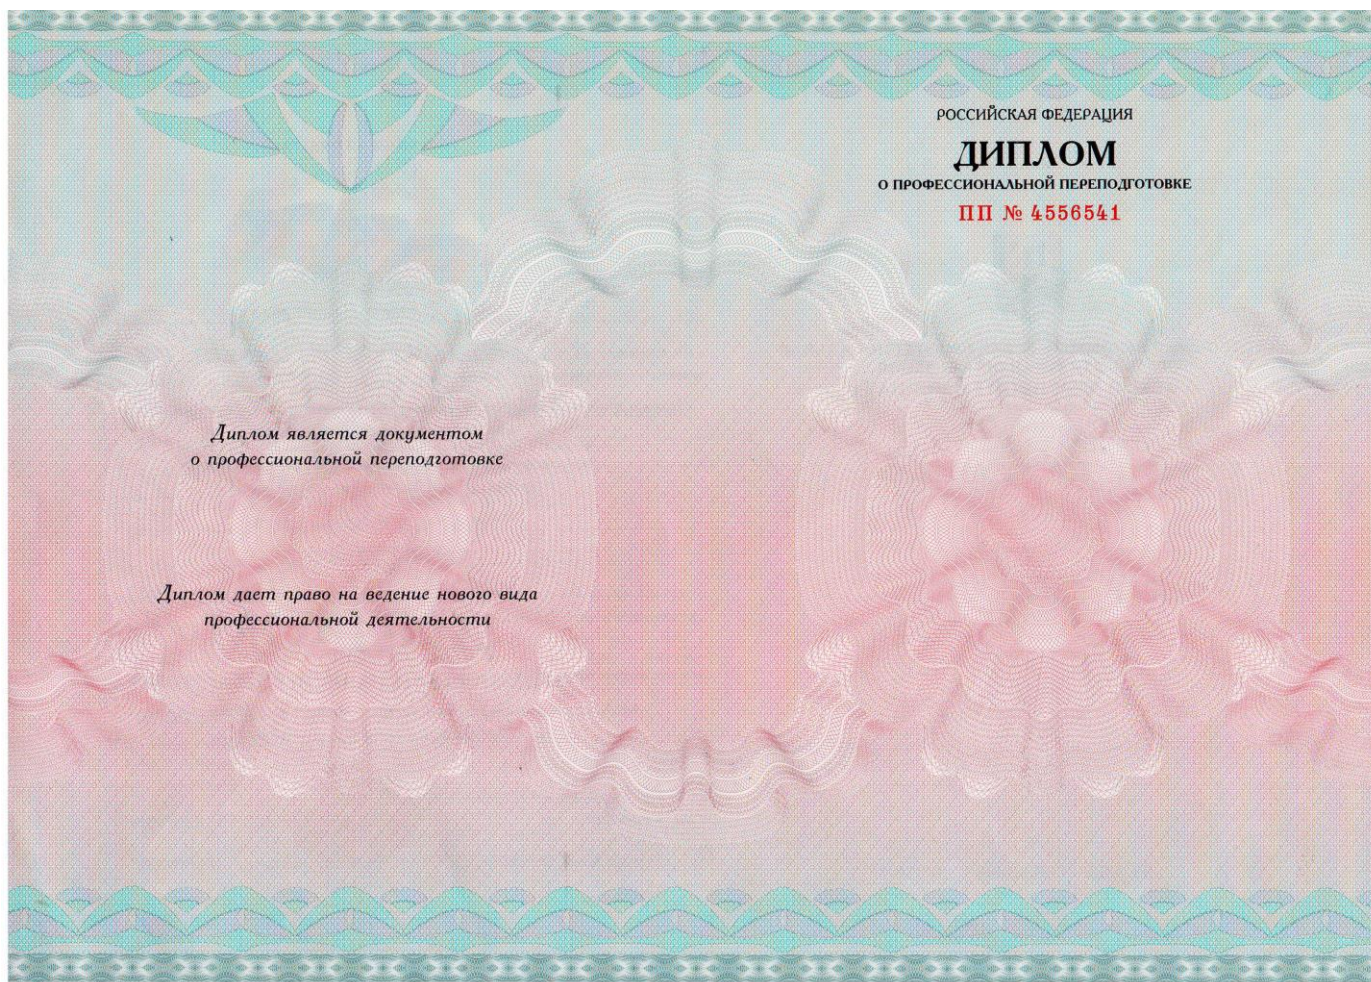 РОССИЙСКАЯ ФЕДЕРАЦИЯ
ДИПЛОМ
О ПРОФЕССИОНАЛЬНОЙ ПЕРЕПОДГОТОВКЕ
ПП № 4556541
Диплом является документом
о профессиональной переподготовке
Диплом дает право на ведение нового вида
профессиональной деятельности